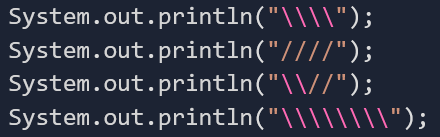 System.out.println("\\\\");
System.out.println("////");
System.out.println("\\//");
System.out.println("\\\\\\\\");